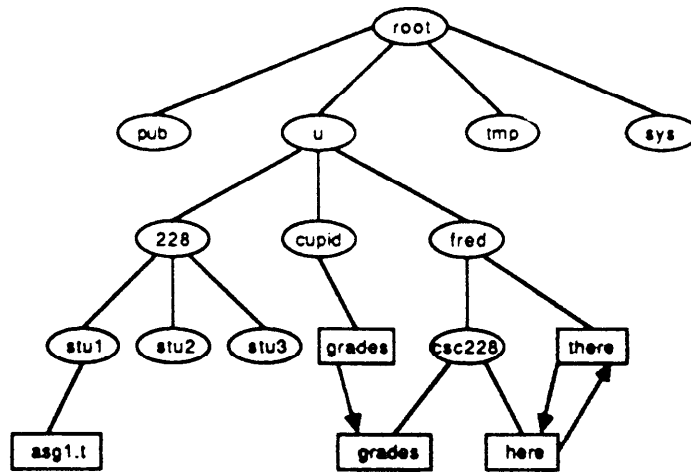 root
pub u tmp sys
228 cupid fred
stu1 stu2 stu3 grades csc228 there
asg1.t grades here